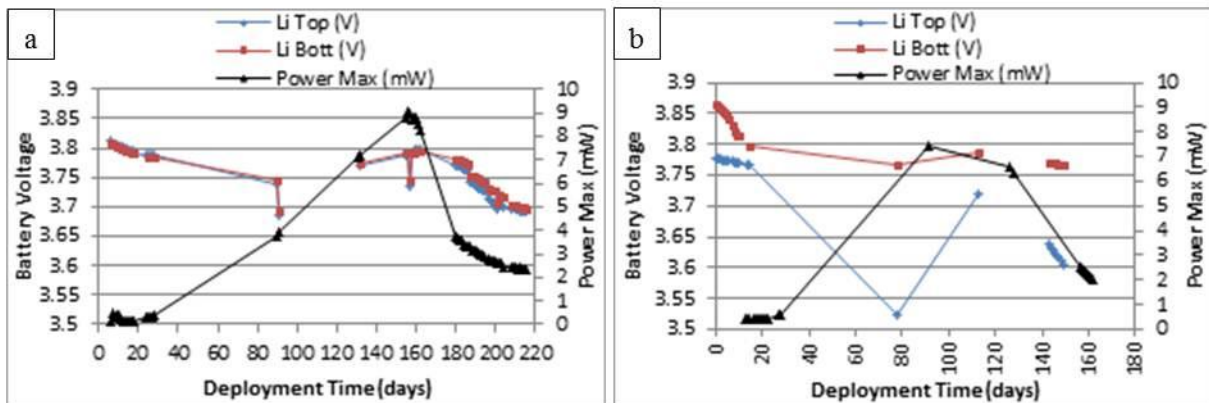 a
Li Top (V)
Li Bott (V)
Power Max (mW)
3.9
3.85
3.8
3.75
3.7
3.65
3.6
3.55
3.5
Battery Voltage
10
9
8
7
6
5
4
3
2
1
0
Power Max (mW)
0 20 40 60 80 100 120 140 160 180 200 220
Deployment Time (days)
b
Li Top (V)
Li Bott (V)
Power Max (mW)
3.9
3.85
3.8
3.75
3.7
3.65
3.6
3.55
3.5
Battery Voltage
10
9
8
7
6
5
4
3
2
1
0
Power Max (mW)
0 20 40 60 80 100 120 140 160 180
Deployment Time (days)